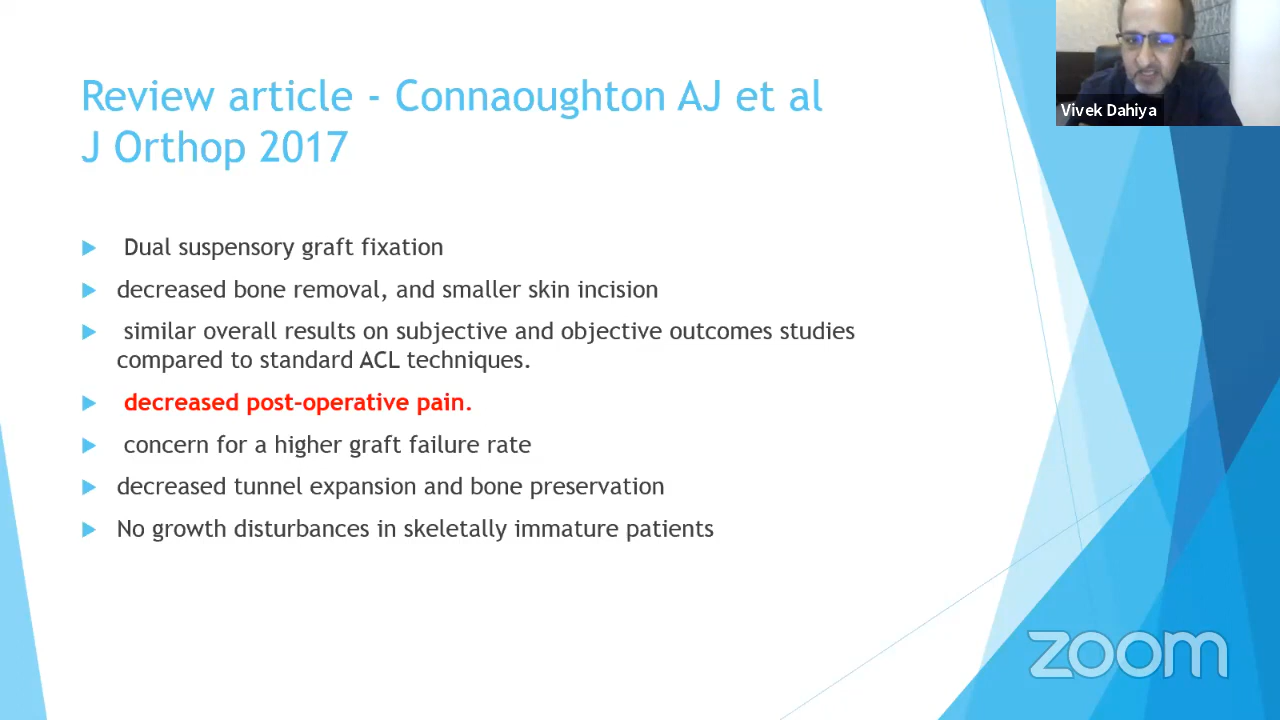 Review article - Connaoughton AJ et al
J Orthop 2017
Vivek Dahiya
Dual suspensory graft fixation
decreased bone removal, and smaller skin incision
similar overall results on subjective and objective outcomes studies
compared to standard ACL techniques.
decreased post-operative pain.
concern for a higher graft failure rate
decreased tunnel expansion and bone preservation
No growth disturbances in skeletally immature patients
zoom